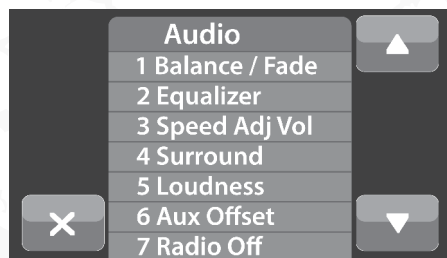 Audio
1 Balance / Fade
2 Equalizer
3 Speed Adj Vol
4 Surround
5 Loudness
6 Aux Offset
7 Radio Off